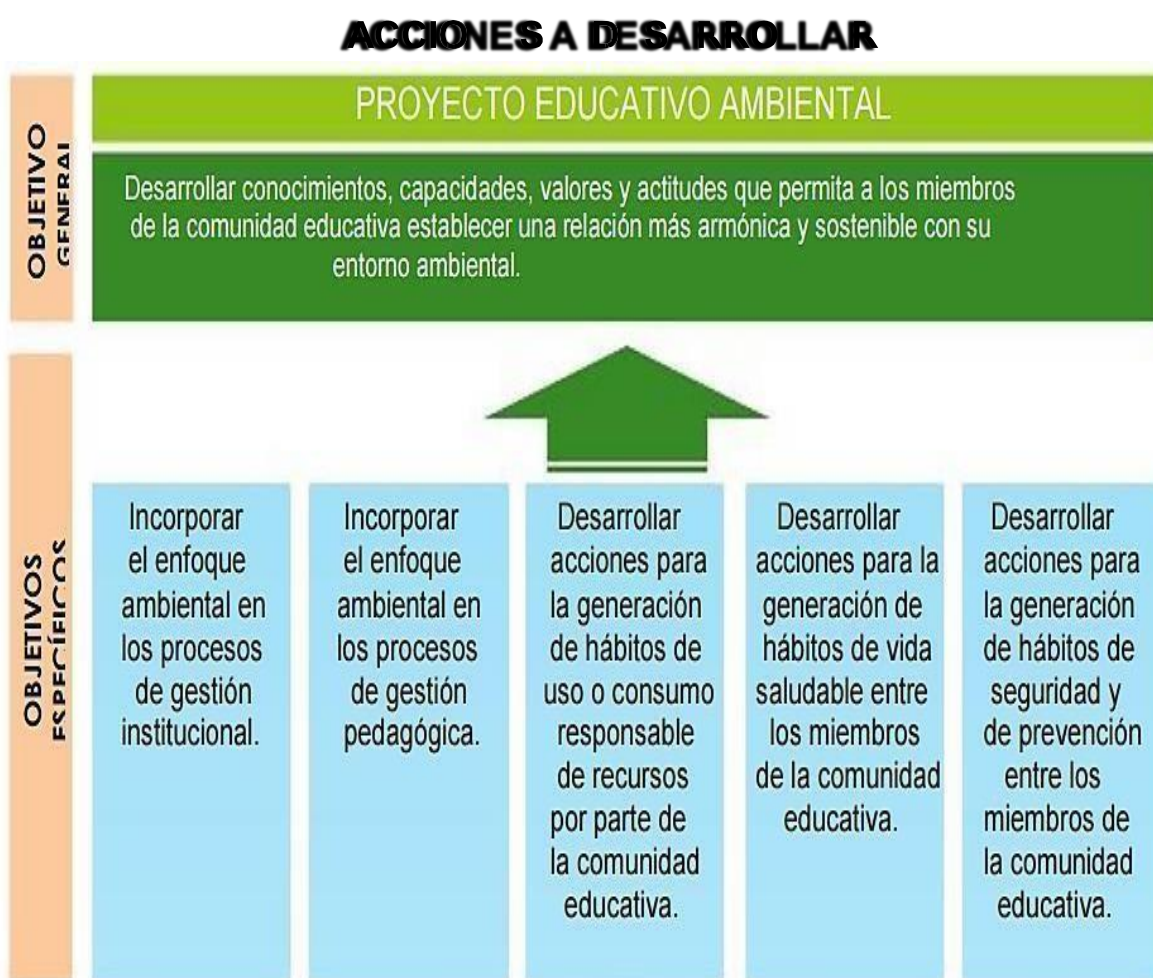 ACCIONES A DESARROLLAR
OBJETIVO
GENERAL
PROYECTO EDUCATIVO AMBIENTAL
Desarrollar conocimientos, capacidades, valores y actitudes que permita a los miembros
de la comunidad educativa establecer una relación más armónica y sostenible con su
entorno ambiental.
OBJETIVOS
ESPECÍFICOS
Incorporar
el enfoque
ambiental en
los procesos
de gestión
institucional.
Incorporar
el enfoque
ambiental en
los procesos
de gestión
pedagógica.
Desarrollar
acciones para
la generación
de hábitos de
uso o consumo
responsable
de recursos
por parte de
la comunidad
educativa.
Desarrollar
acciones para la
generación de
hábitos de vida
saludable entre
los miembros
de la comunidad
educativa.
Desarrollar
acciones para
la generación
de hábitos de
seguridad y
de prevención
entre los
miembros de
la comunidad
educativa.